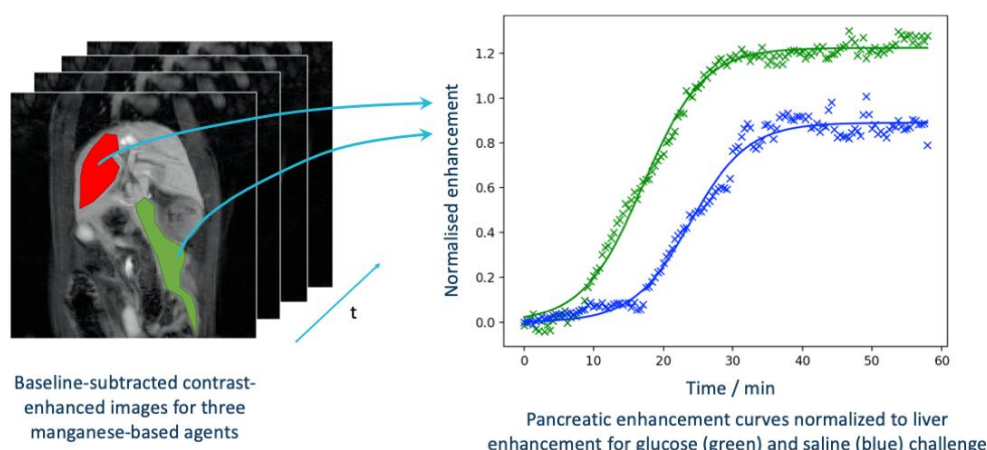 t
Baseline-subtracted contrast-
enhanced images for three
manganese-based agents
Normalised enhancement
1.2
1.0
0.8
0.6
0.4
0.2
0.0
0
10
20
30
40
50
60
Time / min
Pancreatic enhancement curves normalized to liver
enhancement for glucose (green) and saline (blue) challenge